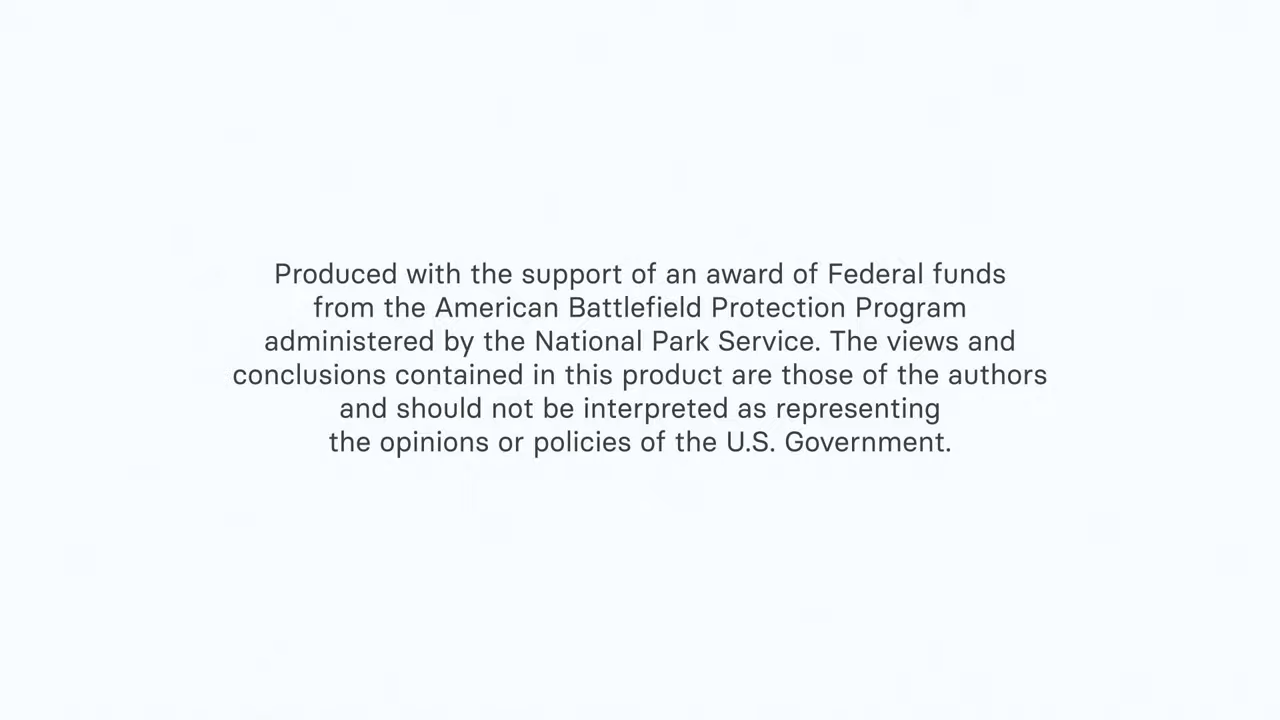 Produced with the support of an award of Federal funds
from the American Battlefield Protection Program
administered by the National Park Service. The views and
conclusions contained in this product are those of the authors
and should not be interpreted as representing
the opinions or policies of the U.S. Government.